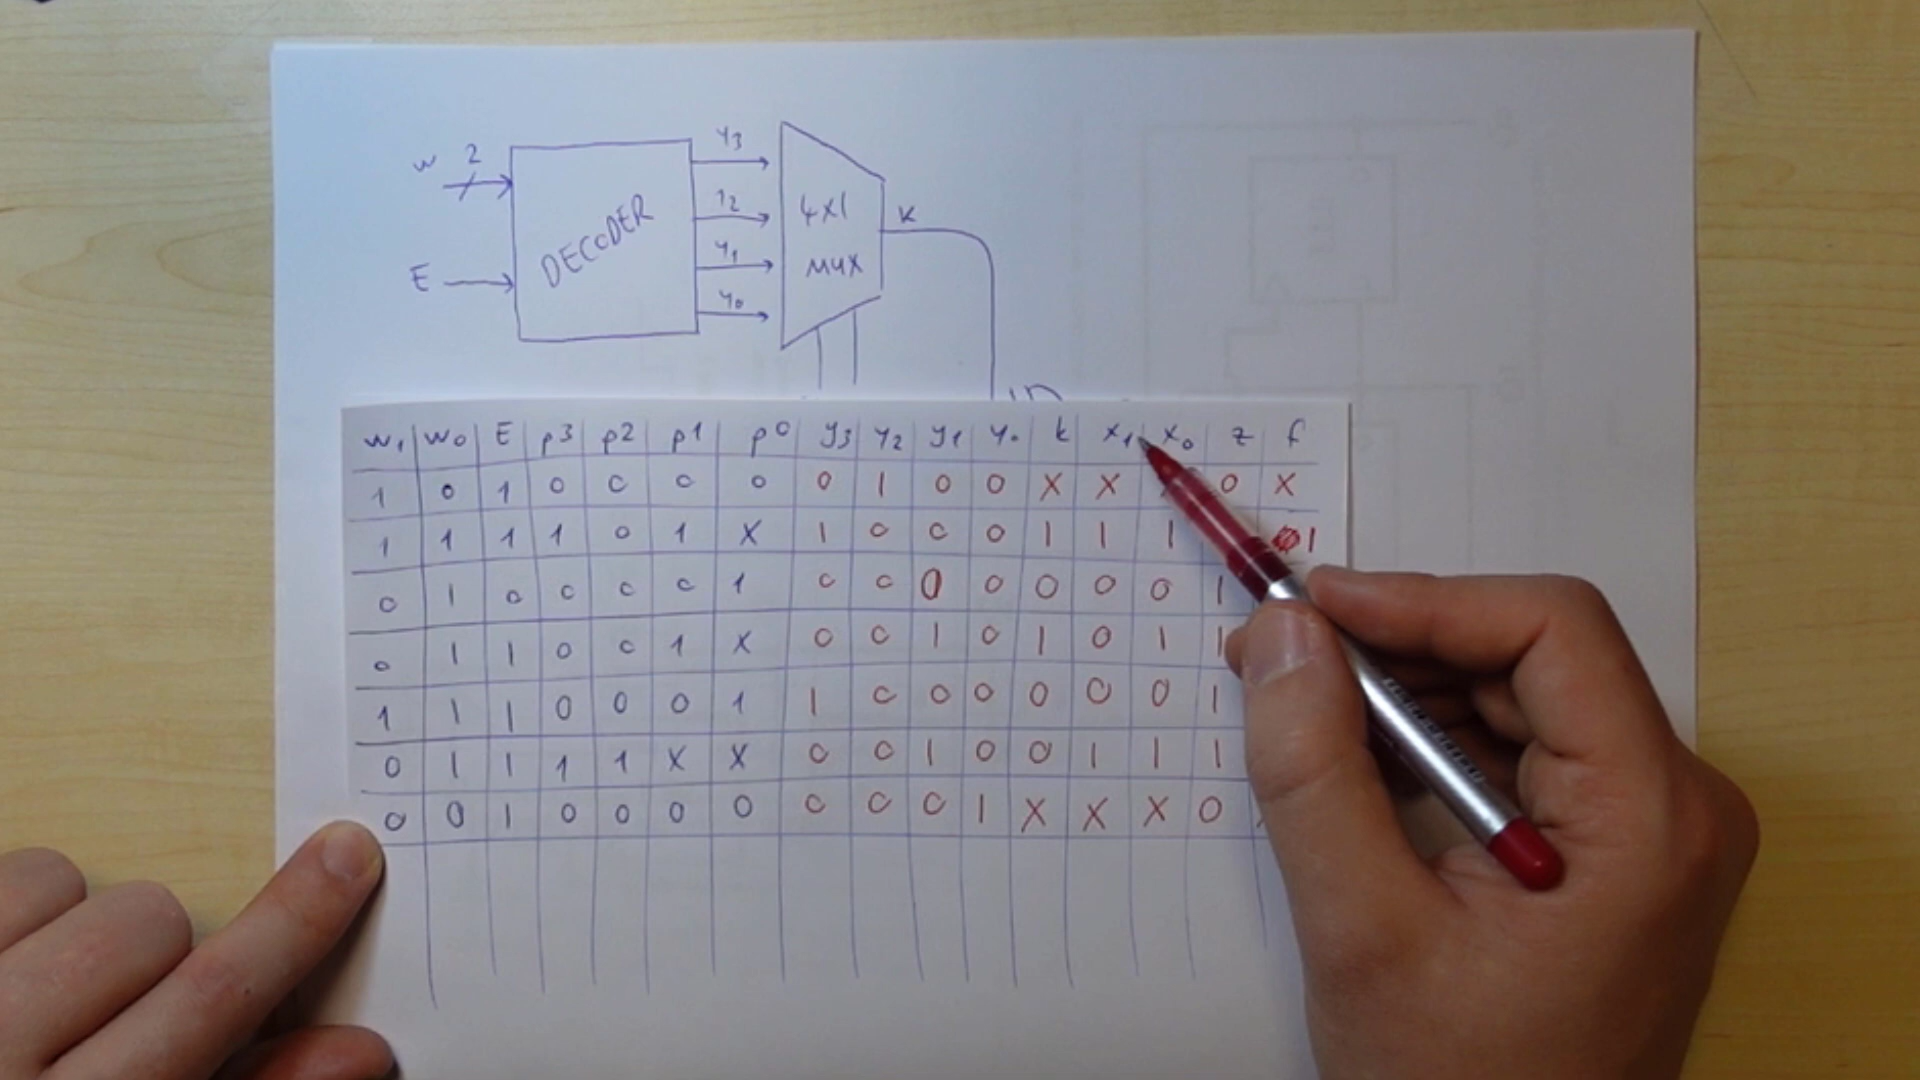 w 2
y3
y2
y1
y0
E
DECODER
4x1
MUX
k
w1 w0 E p3 p2 p1 p0 y3 y2 y1 y0 k x1 x0 z f
1 0 1 0 0 0 0 0 1 0 0 X X 0 X
1 1 1 1 0 1 X 1 0 0 0 1 1 1 1
0 1 0 0 0 0 1 0 0 0 0 0 0 0 1
0 1 1 0 0 1 X 0 0 1 0 1 0 1 1
1 1 1 0 0 0 1 1 0 0 0 0 0 0 1
0 1 1 1 1 X X 0 0 1 0 0 1 1 1
0 0 1 0 0 0 0 0 0 0 1 X X X 0